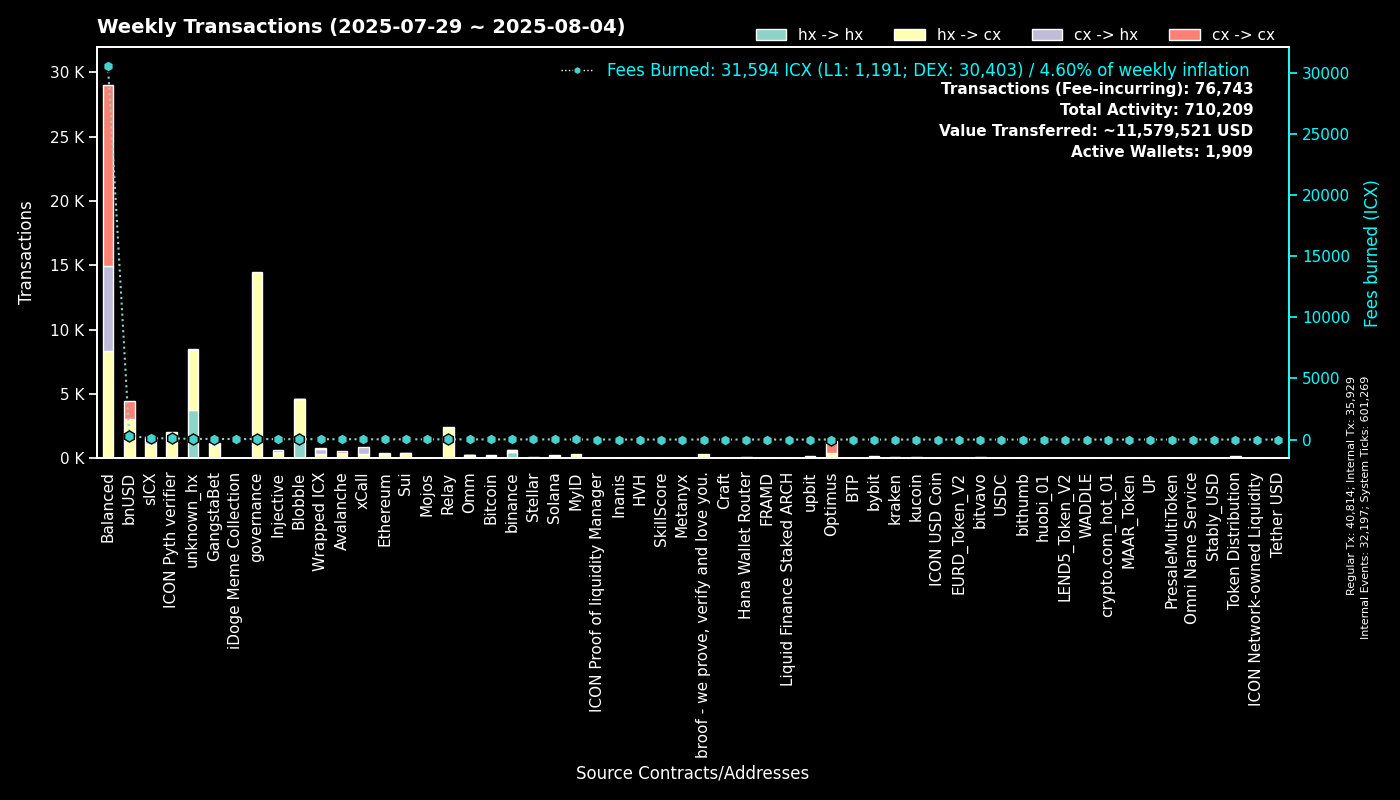 Weekly Transactions (2025-07-29 ~ 2025-08-04)
hx -> hx
hx -> cx
cx -> hx
cx -> cx
Fees Burned: 31,594 ICX (L1: 1,191; DEX: 30,403) / 4.60% of weekly inflation
Transactions (Fee-incurring): 76,743
Total Activity: 710,209
Value Transferred: ~11,579,521 USD
Active Wallets: 1,909
Transactions
30 K
25 K
20 K
15 K
10 K
5 K
0 K
30000
25000
20000
15000
10000
5000
0
Fees burned (ICX)
Regular Tx: 40,814; Internal Tx: 35,929
Internal Events: 32,197; System Ticks: 601,269
Balanced
bnUSD
sICX
ICON Pyth verifier
unknown_hx
GangstaBet
iDoge Meme Collection
governance
Injective
Blobble
Wrapped ICX
Avalanche
xCall
Ethereum
Sui
Mojos
Relay
Omm
Bitcoin
binance
Stellar
Solana
MyID
ICON Proof of liquidity Manager
Inanis
HVH
SkillScore
Metanyx
broof - we prove, verify and love you.
Craft
Hana Wallet Router
FRAMD
Liquid Finance Staked ARCH
upbit
Optimus
BTP
bybit
kraken
kucoin
ICON USD Coin
EURD_Token_V2
bitvavo
USDC
bithumb
huobi_01
LEND5_Token_V2
WADDLE
crypto.com_hot_01
MAAR_Token
UP
PresaleMultiToken
Omni Name Service
Stably_USD
Token Distribution
ICON Network-owned Liquidity
Tether USD
Source Contracts/Addresses